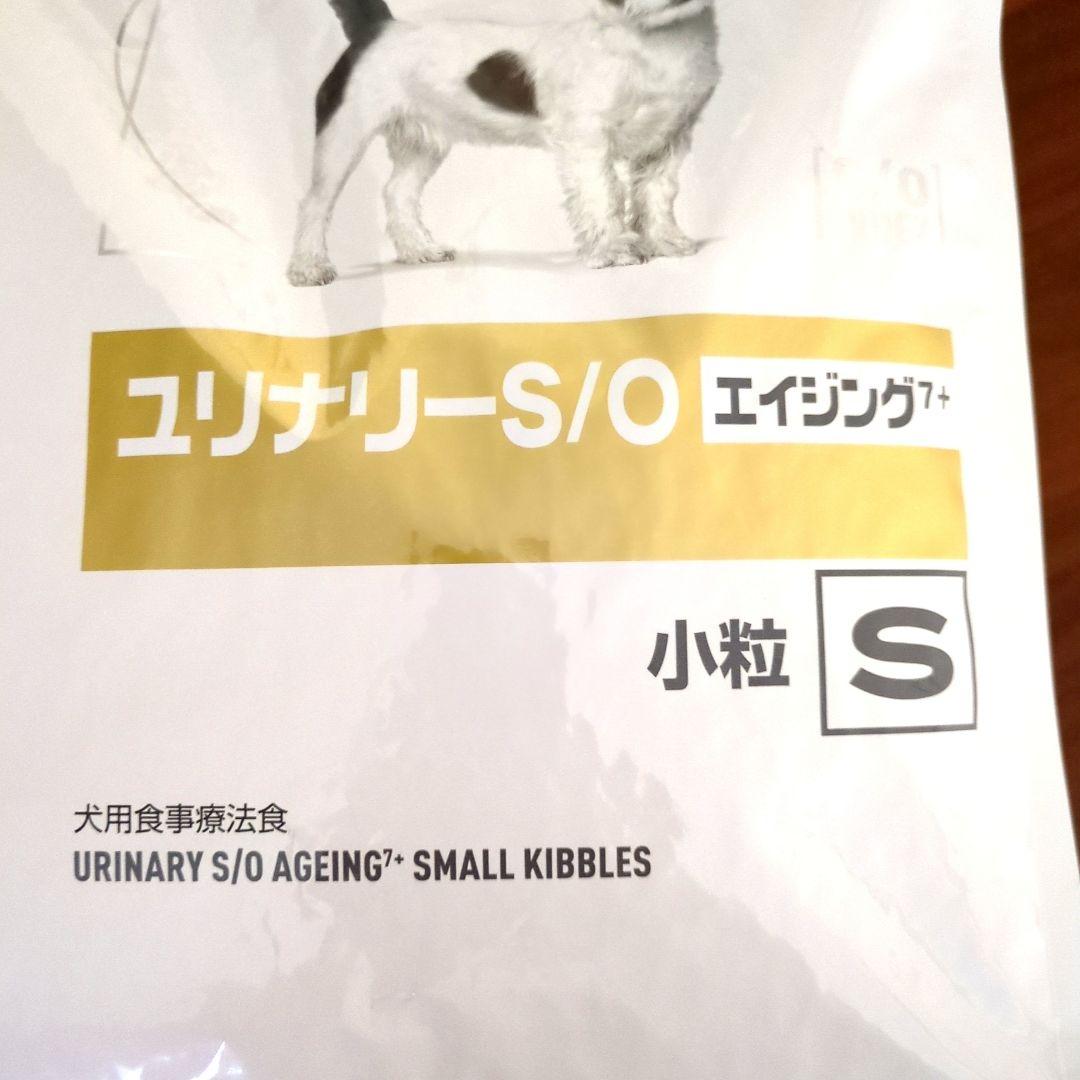 ユリナリーS/O エイジング7+
小粒 S
犬用食事療法食
URINARY S/O AGEING7+ SMALL KIBBLES